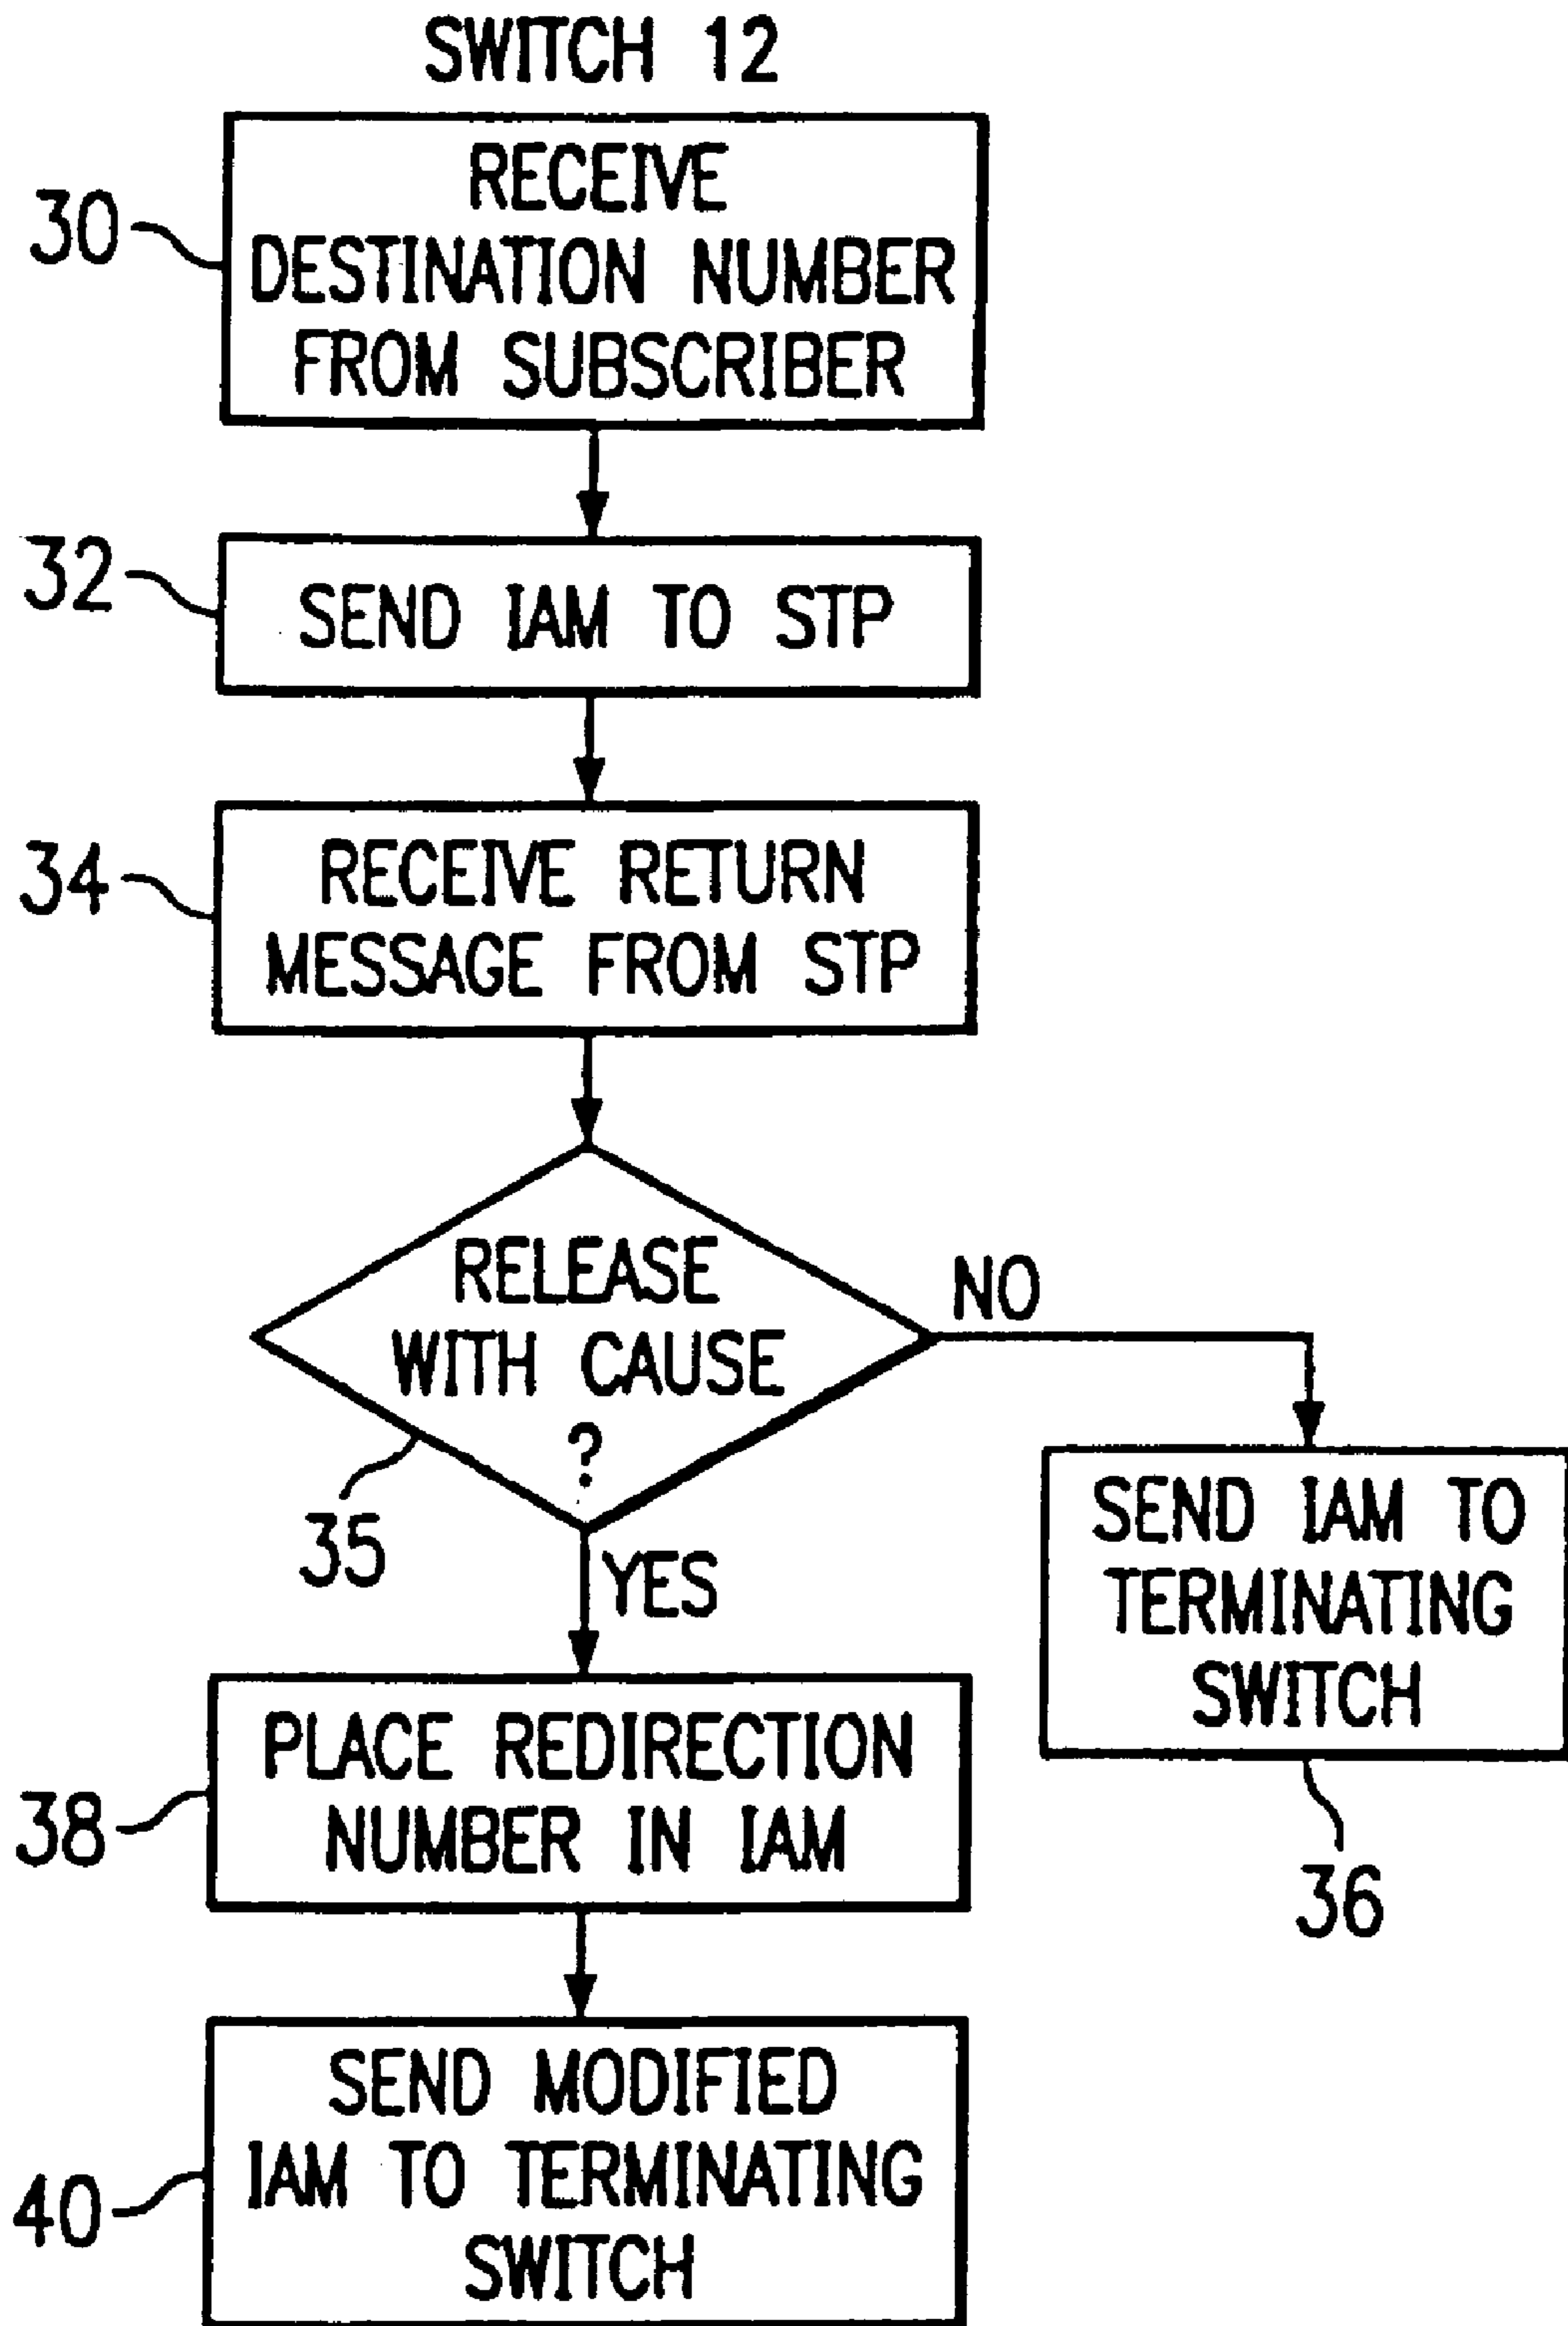 SWITCH 12
30
RECEIVE
DESTINATION NUMBER
FROM SUBSCRIBER
32
SEND IAM TO STP
34
RECEIVE RETURN
MESSAGE FROM STP
RELEASE
WITH CAUSE
?
35
NO
YES
SEND IAM TO
TERMINATING
SWITCH
36
38
PLACE REDIRECTION
NUMBER IN IAM
40
SEND MODIFIED
IAM TO TERMINATING
SWITCH